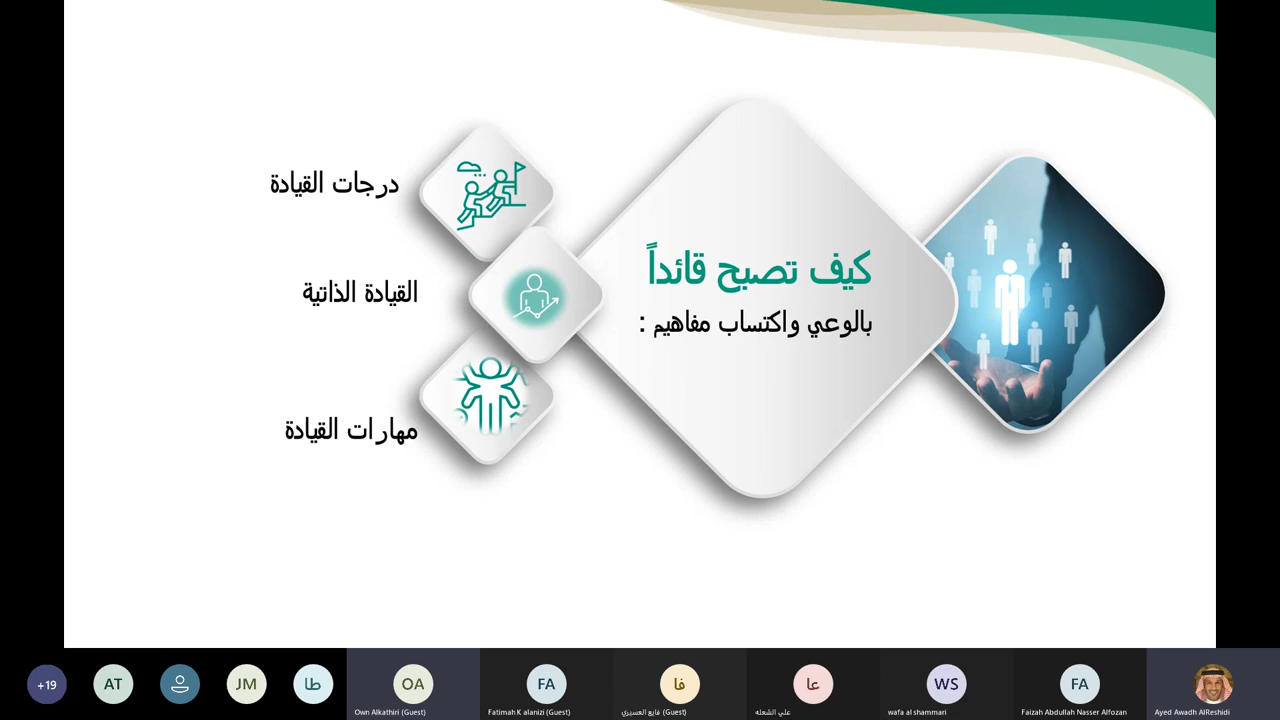 كيف تصبح قائداً
بالوعي واكتساب مفاهيم :
درجات القيادة
القيادة الذاتية
مهارات القيادة
+19
AT
JM
طا
OA
Own Alkathiri (Guest)
FA
Fatimah K alanizi (Guest)
فا
فايع العسيري (Guest)
عا
علي الشعله
WS
wafa al shammari
FA
Faizah Abdullah Nasser Alfozan
Ayed Awadh AlReshidi